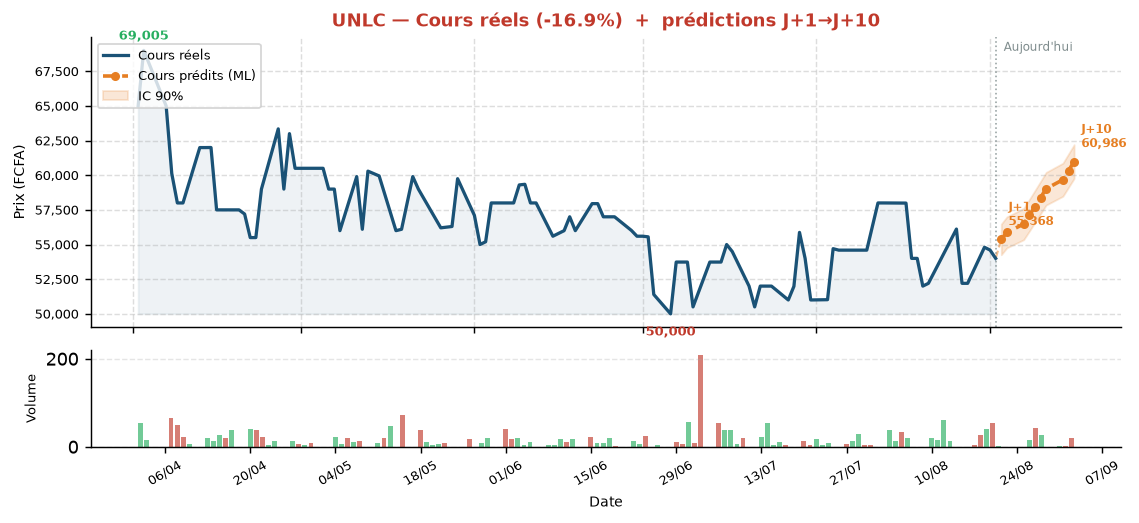 UNLC — Cours réels (-16.9%) + prédictions J+1→J+10
69,005
Aujourd'hui
Cours réels
Cours prédits (ML)
IC 90%
67,500
65,000
62,500
60,000
57,500
55,000
52,500
50,000
Prix (FCFA)
J+10
60,986
J+1
55,368
50,000
200
0
Volume
06/04
20/04
04/05
18/05
01/06
15/06
29/06
13/07
27/07
10/08
24/08
07/09
Date